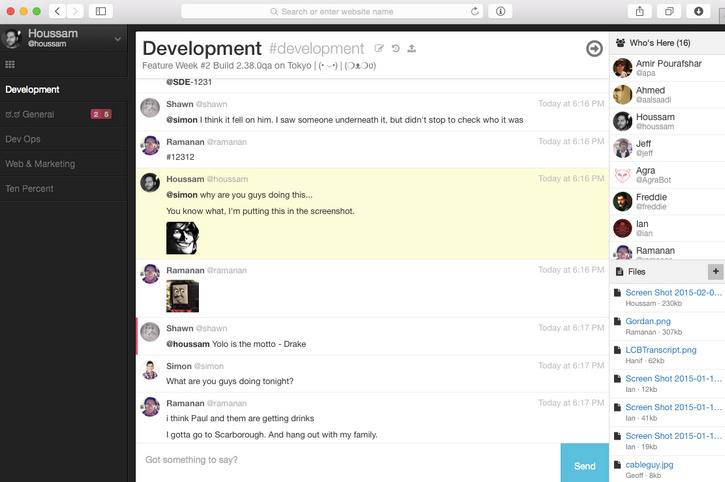 Search or enter website name
Houssam
@houssam
Development
General
2 5
Dev Ops
Web & Marketing
Ten Percent
Development #development
Feature Week #2 Build 2.38.0qa on Tokyo
@SDE-1231
Shawn @shawn Today at 6:16 PM
@simon I think it fell on him. I saw someone underneath it, but didn't stop to check who it was
Ramanan @ramanan Today at 6:16 PM
#12312
Houssam @houssam Today at 6:16 PM
@simon why are you guys doing this...
You know what, I'm putting this in the screenshot.
Ramanan @ramanan Today at 6:16 PM
Shawn @shawn Today at 6:17 PM
@houssam Yolo is the motto - Drake
Simon @simon Today at 6:17 PM
What are you guys doing tonight?
Ramanan @ramanan Today at 6:17 PM
i think Paul and them are getting drinks
I gotta go to Scarborough. And hang out with my family.
Got something to say?
Send
Who's Here (16)
Amir Pourafshar
@apa
Ahmed
@aalsaadi
Houssam
@houssam
Jeff
@jeff
Agra
@AgraBot
Freddie
@freddie
Ian
@ian
Ramanan
Files
+
Screen Shot 2015-02-0...
Houssam · 230kb
Gordan.png
Ramanan · 307kb
LCBTranscript.png
Hanif · 62kb
Screen Shot 2015-01-1...
Ian · 12kb
Screen Shot 2015-01-1...
Ian · 41kb
Screen Shot 2015-01-1...
Ian · 19kb
cableguy.jpg
Geoff · 8kb